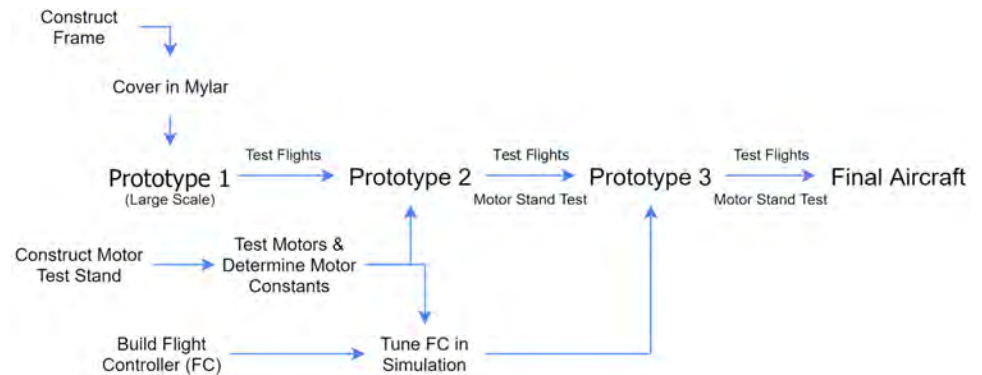 Construct
Frame
Cover in Mylar
Test Flights
Test Flights
Test Flights
Prototype 1
Prototype 2
Prototype 3
Final Aircraft
(Large Scale)
Motor Stand Test
Motor Stand Test
Construct Motor
Test Stand
Test Motors &
Determine Motor
Constants
Build Flight
Controller (FC)
Tune FC in
Simulation